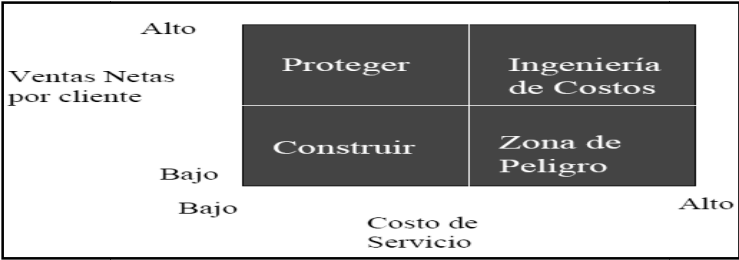 Alto
Ventas Netas
por cliente
Proteger
Ingeniería
de Costos
Construir
Zona de
Peligro
Bajo
Bajo
Costo de
Servicio
Alto